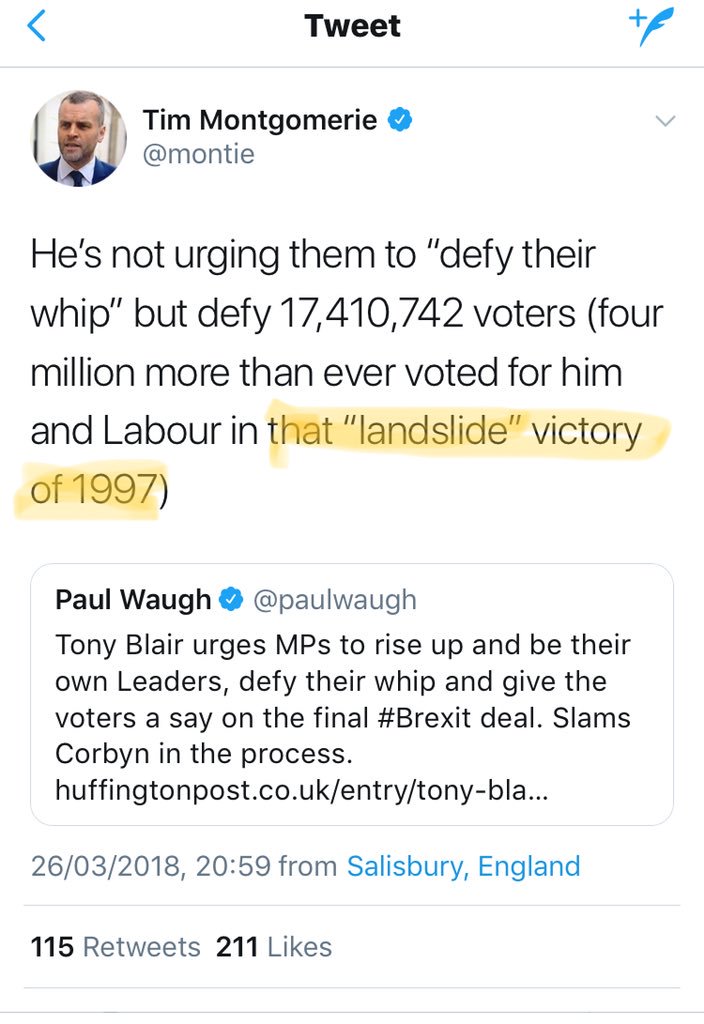 Tweet
Tim Montgomerie
@montie
He’s not urging them to “defy their
whip” but defy 17,410,742 voters (four
million more than ever voted for him
and Labour in that “landslide” victory
of 1997)
Paul Waugh @paulwaugh
Tony Blair urges MPs to rise up and be their
own Leaders, defy their whip and give the
voters a say on the final #Brexit deal. Slams
Corbyn in the process.
huffingtonpost.co.uk/entry/tony-bla...
26/03/2018, 20:59 from Salisbury, England
115 Retweets 211 Likes